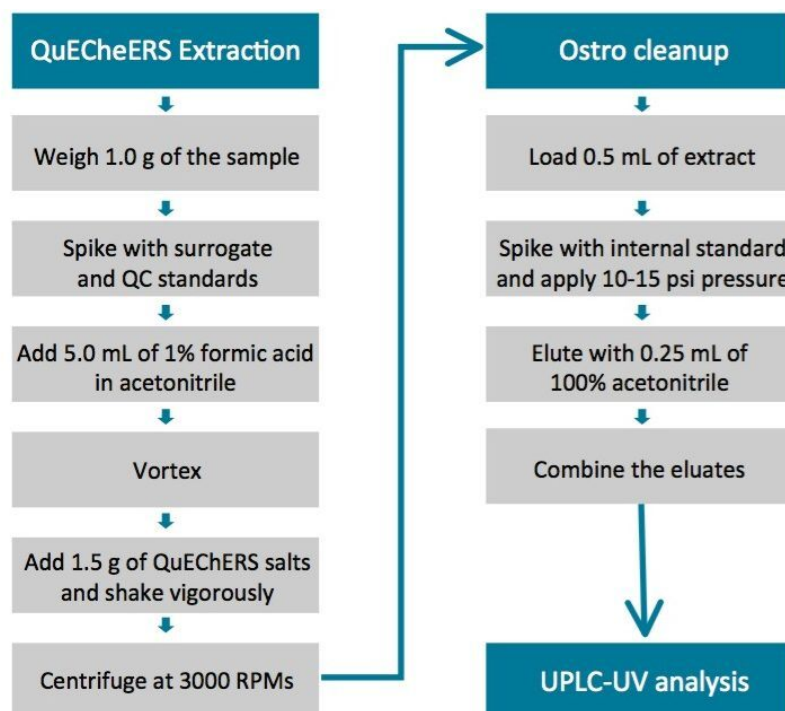 QuECheERS Extraction
Weigh 1.0 g of the sample
Spike with surrogate
and QC standards
Add 5.0 mL of 1% formic acid
in acetonitrile
Vortex
Add 1.5 g of QuEChERS salts
and shake vigorously
Centrifuge at 3000 RPMs
Ostro cleanup
Load 0.5 mL of extract
Spike with internal standard
and apply 10-15 psi pressure
Elute with 0.25 mL of
100% acetonitrile
Combine the eluates
UPLC-UV analysis